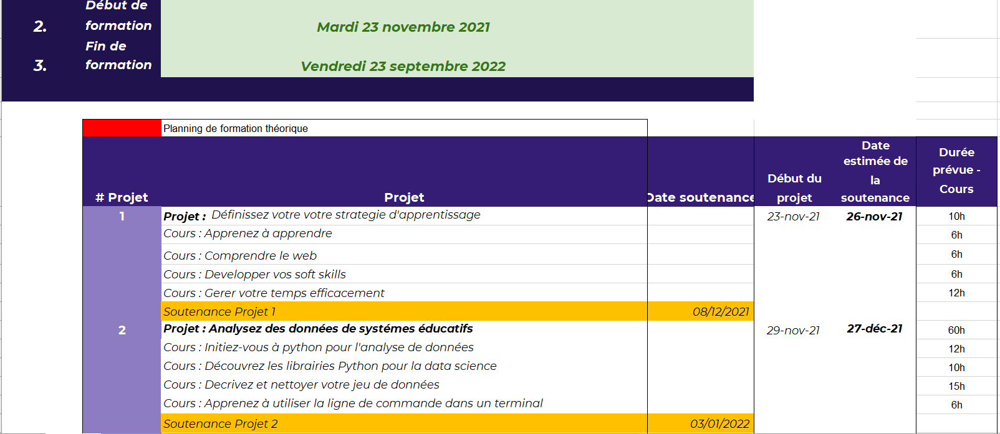 Début de
2. formation Mardi 23 novembre 2021
Fin de
3. formation Vendredi 23 septembre 2022
Planning de formation théorique
# Projet Projet Date soutenance Début du projet Date estimée de la soutenance Durée prévue - Cours
1 Projet : Définissez votre votre strategie d'apprentissage 23-nov-21 26-nov-21 10h
Cours : Apprenez à apprendre 6h
Cours : Comprendre le web 6h
Cours : Developper vos soft skills 6h
Cours : Gerer votre temps efficacement 12h
Soutenance Projet 1 08/12/2021
2 Projet : Analysez des données de systémes éducatifs 29-nov-21 27-déc-21 60h
Cours : Initiez-vous à python pour l'analyse de données 12h
Cours : Découvrez les librairies Python pour la data science 10h
Cours : Decrivez et nettoyer votre jeu de données 15h
Cours : Apprenez à utiliser la ligne de commande dans un terminal 6h
Soutenance Projet 2 03/01/2022